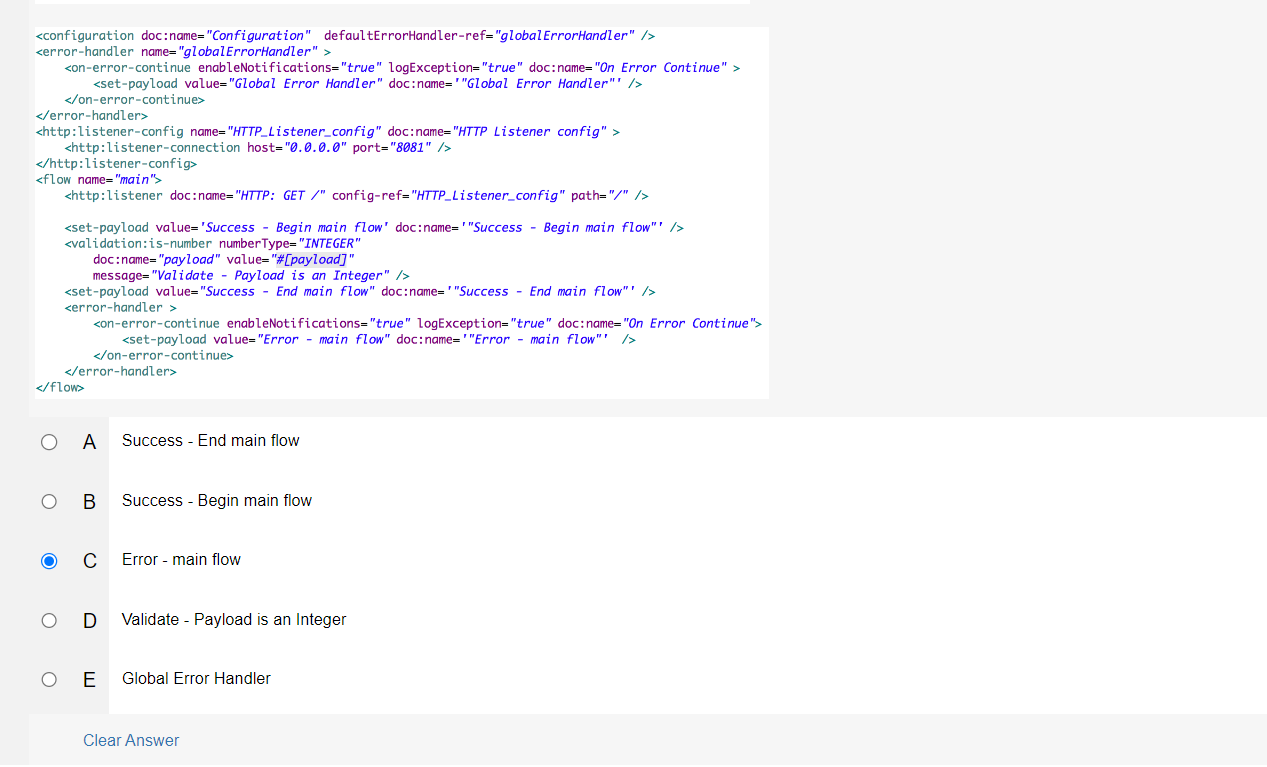 <configuration doc:name="Configuration"  defaultErrorHandler-ref="globalErrorHandler" />
<error-handler name="globalErrorHandler" >
    <on-error-continue enableNotifications="true" logException="true" doc:name="On Error Continue" >
        <set-payload value="Global Error Handler" doc:name='"Global Error Handler"' />
    </on-error-continue>
</error-handler>
<http:listener-config name="HTTP_Listener_config" doc:name="HTTP Listener config" >
    <http:listener-connection host="0.0.0.0" port="8081" />
</http:listener-config>
<flow name="main">
    <http:listener doc:name="HTTP: GET /" config-ref="HTTP_Listener_config" path="/" />

    <set-payload value='Success - Begin main flow' doc:name='"Success - Begin main flow"' />
    <validation:is-number numberType="INTEGER"
        doc:name="payload" value="#[payload]"
        message="Validate - Payload is an Integer" />
    <set-payload value="Success - End main flow" doc:name='"Success - End main flow"' />
    <error-handler >
        <on-error-continue enableNotifications="true" logException="true" doc:name="On Error Continue">
            <set-payload value="Error - main flow" doc:name='"Error - main flow"'  />
        </on-error-continue>
    </error-handler>
</flow>
A Success - End main flow
B Success - Begin main flow
C Error - main flow
D Validate - Payload is an Integer
E Global Error Handler
Clear Answer